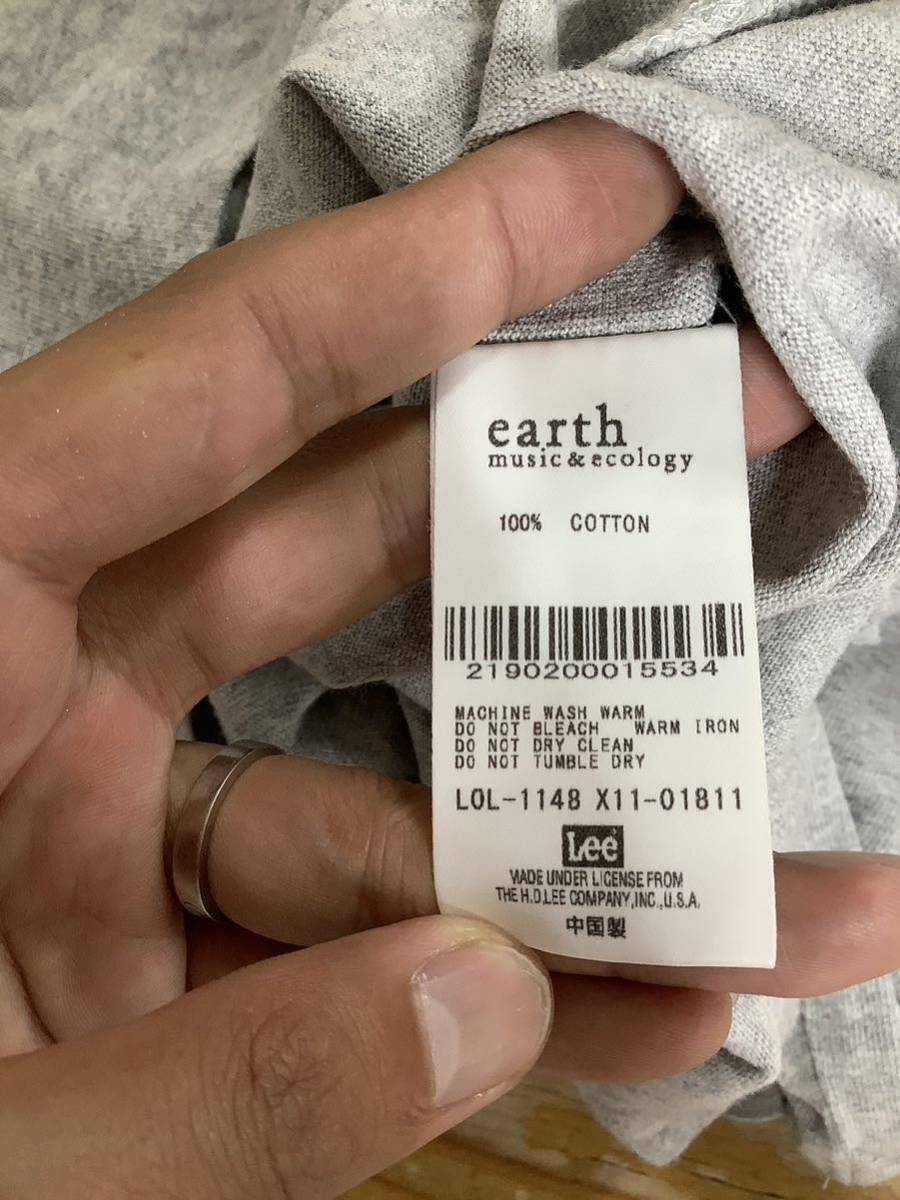 earth
music&ecology
100% COTTON
2190200015534
MACHINE WASH WARM
DO NOT BLEACH WARM IRON
DO NOT DRY CLEAN
DO NOT TUMBLE DRY
LOL-1148 X11-01811
Lee
MADE UNDER LICENSE FROM
THE H.D.LEE COMPANY,INC.,U.S.A.
中国製